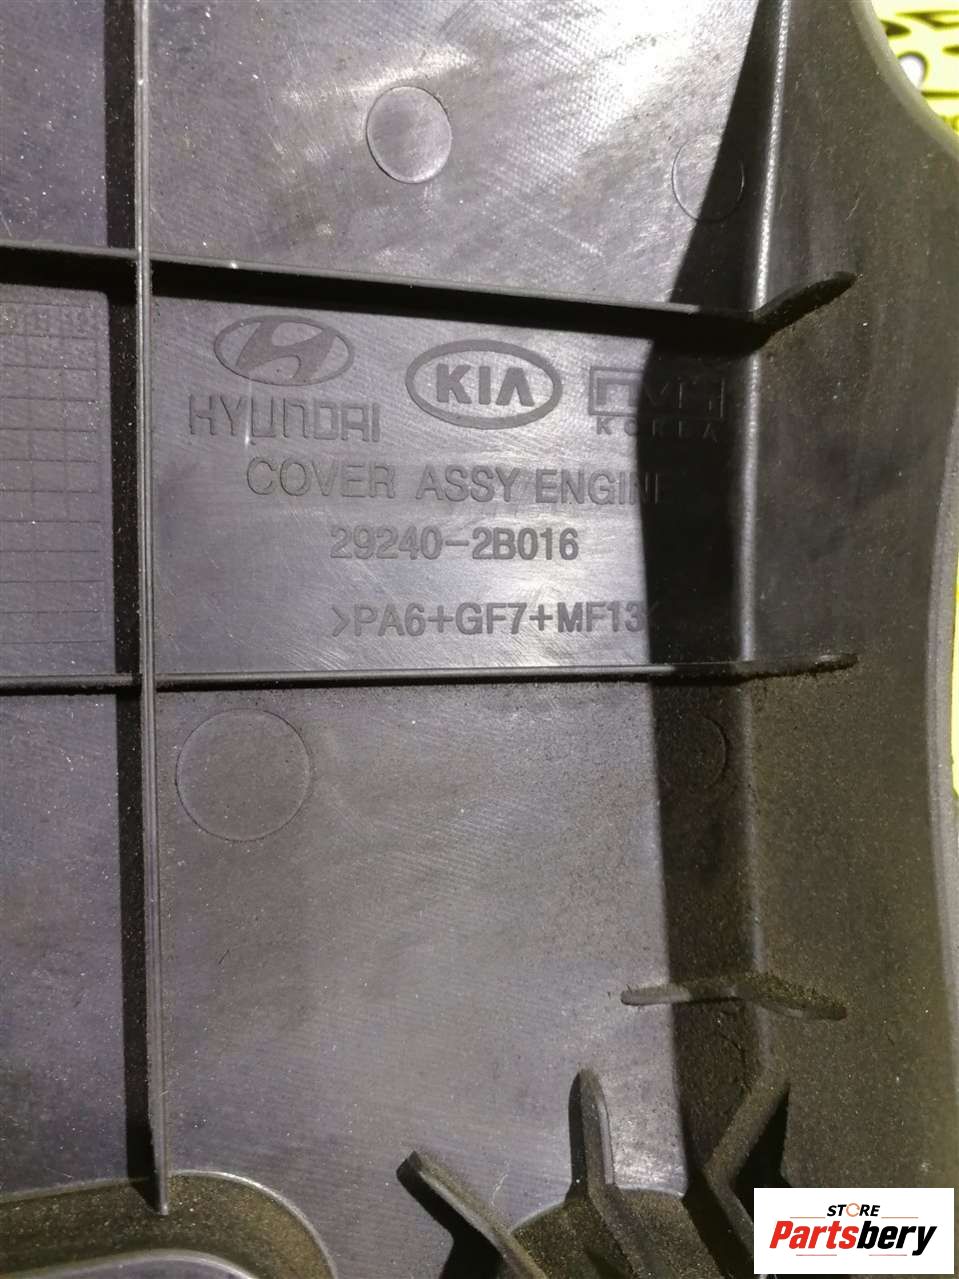 HYUNDAI
KIA
KOREA
COVER ASSY ENGINE
29240-2B016
>PA6+GF7+MF13<
STORE
Partsbery